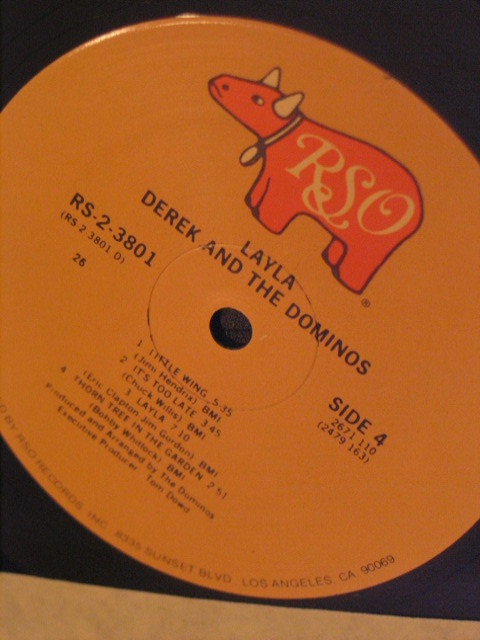 RSO
®
LAYLA
DEREK AND THE DOMINOS
RS-2-3801
(RS 2 3801 D)
26
SIDE 4
2671 110
(2479 163)
1 LITTLE WING 5:35
(Jimi Hendrix) BMI
2 IT'S TOO LATE 3:45
(Chuck Willis) BMI
3 LAYLA 7:10
(Eric Clapton Jim Gordon) BMI
4 THORN TREE IN THE GARDEN 2:51
(Bobby Whitlock) BMI
Produced and Arranged by The Dominos
Executive Producer Tom Dowd
BY RSO RECORDS, INC. 8335 SUNSET BLVD. LOS ANGELES, CA. 90069